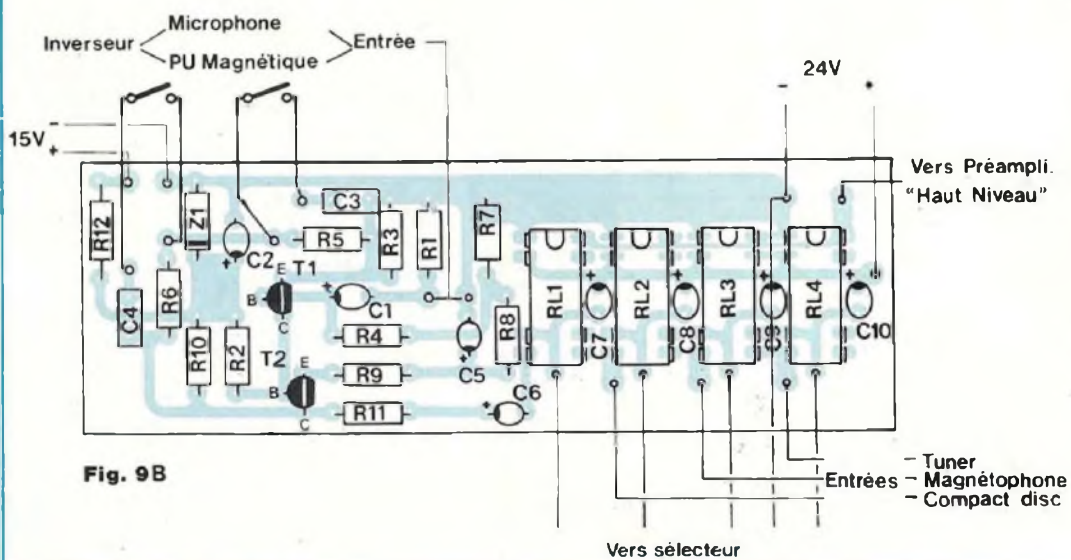 Microphone
Inverseur
Entrée
PU Magnétique
24V
- +
15V
-
+
Vers Préampli.
"Haut Niveau"
R12
Z1
C3
R7
R5
R3
R1
C2
E
T1
RL1
RL2
RL3
RL4
R6
C4
B
C1
C
R8
C7
C8
C9
C10
R4
R10
R2
T2
E
C5
R9
B
C6
C
R11
Fig. 9B
Entrées
- Tuner
- Magnétophone
- Compact disc
Vers sélecteur